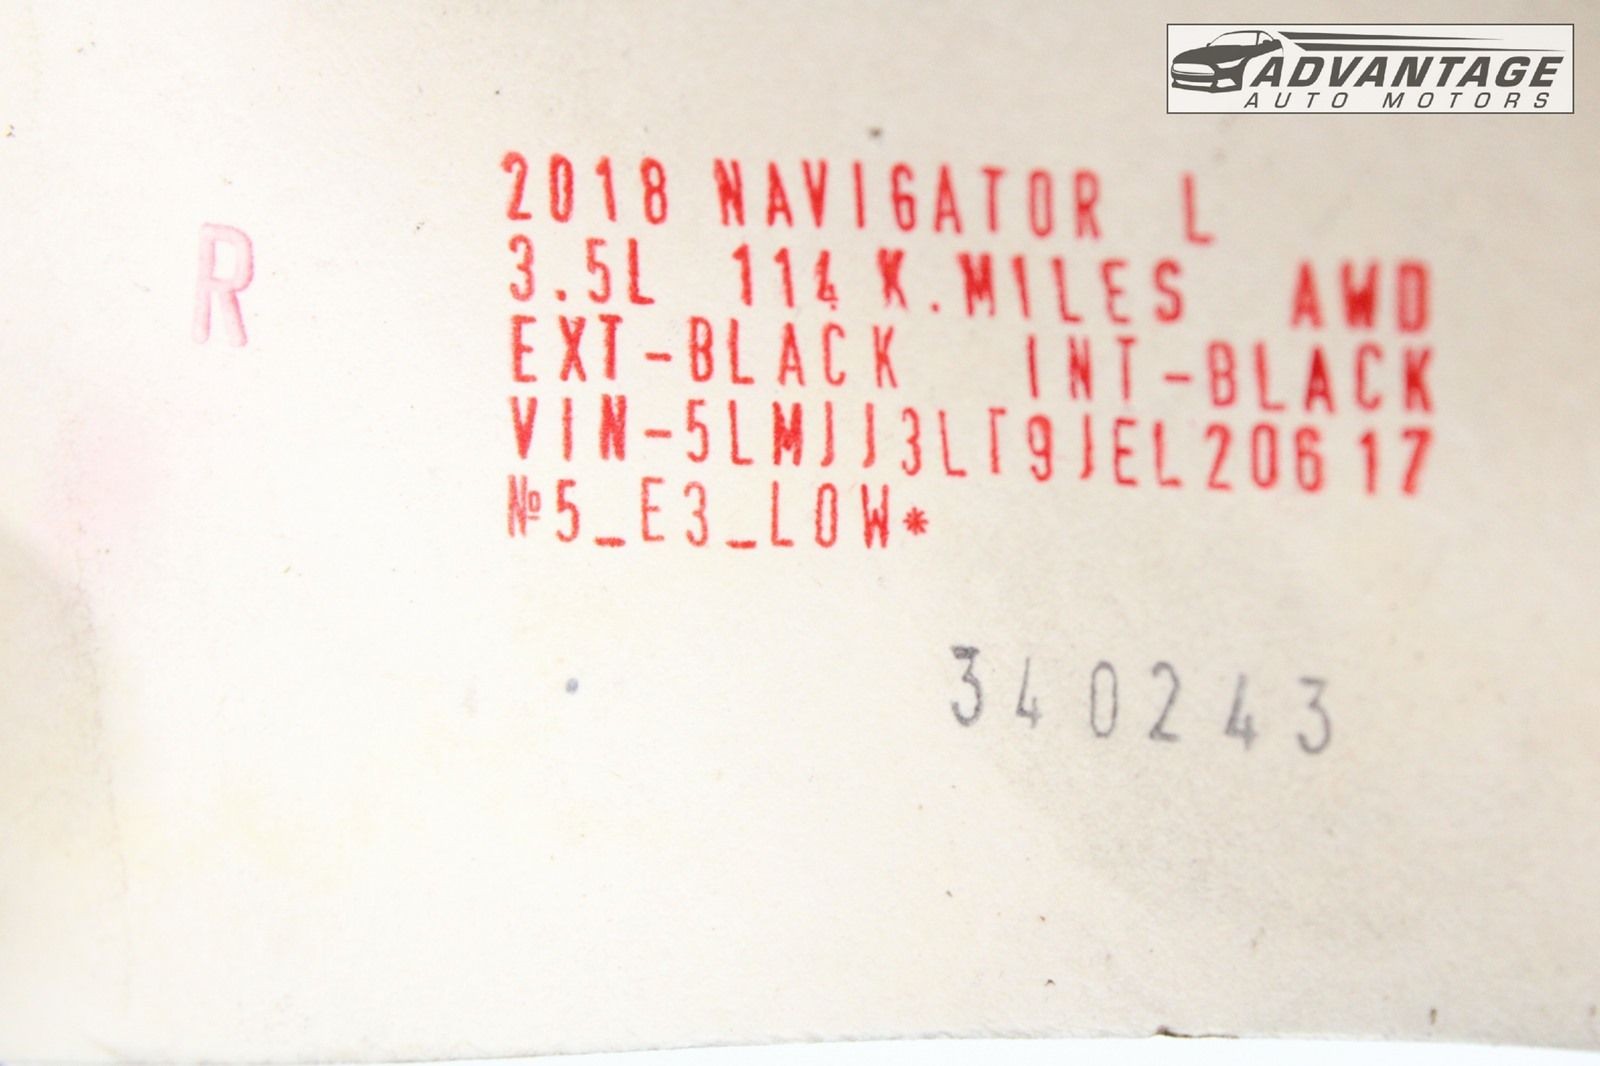 ADVANTAGE
AUTO MOTORS
R
2018 NAVIGATOR L
3.5L 114 K.MILES AWD
EXT-BLACK INT-BLACK
VIN-5LMJJ3LT9JEL20617
№5_E3_LOW*
340243